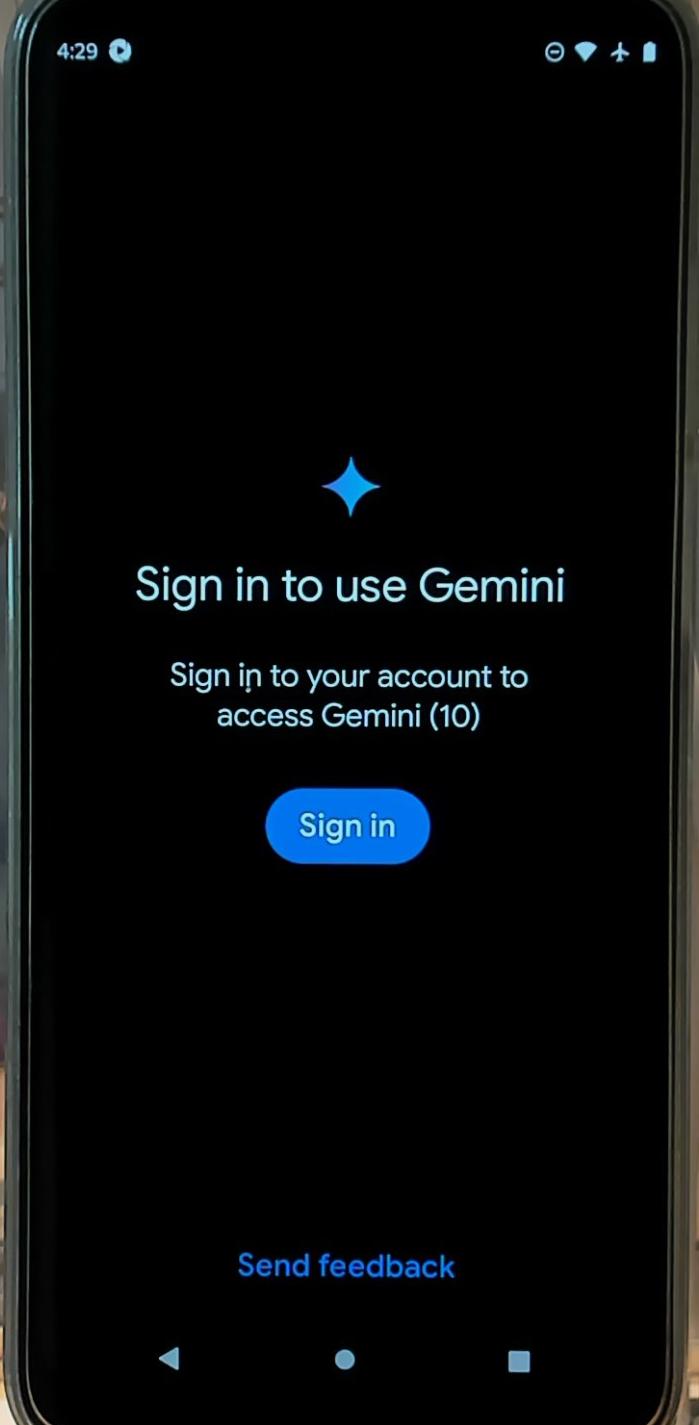 4:29
Sign in to use Gemini
Sign in to your account to
access Gemini (10)
Sign in
Send feedback